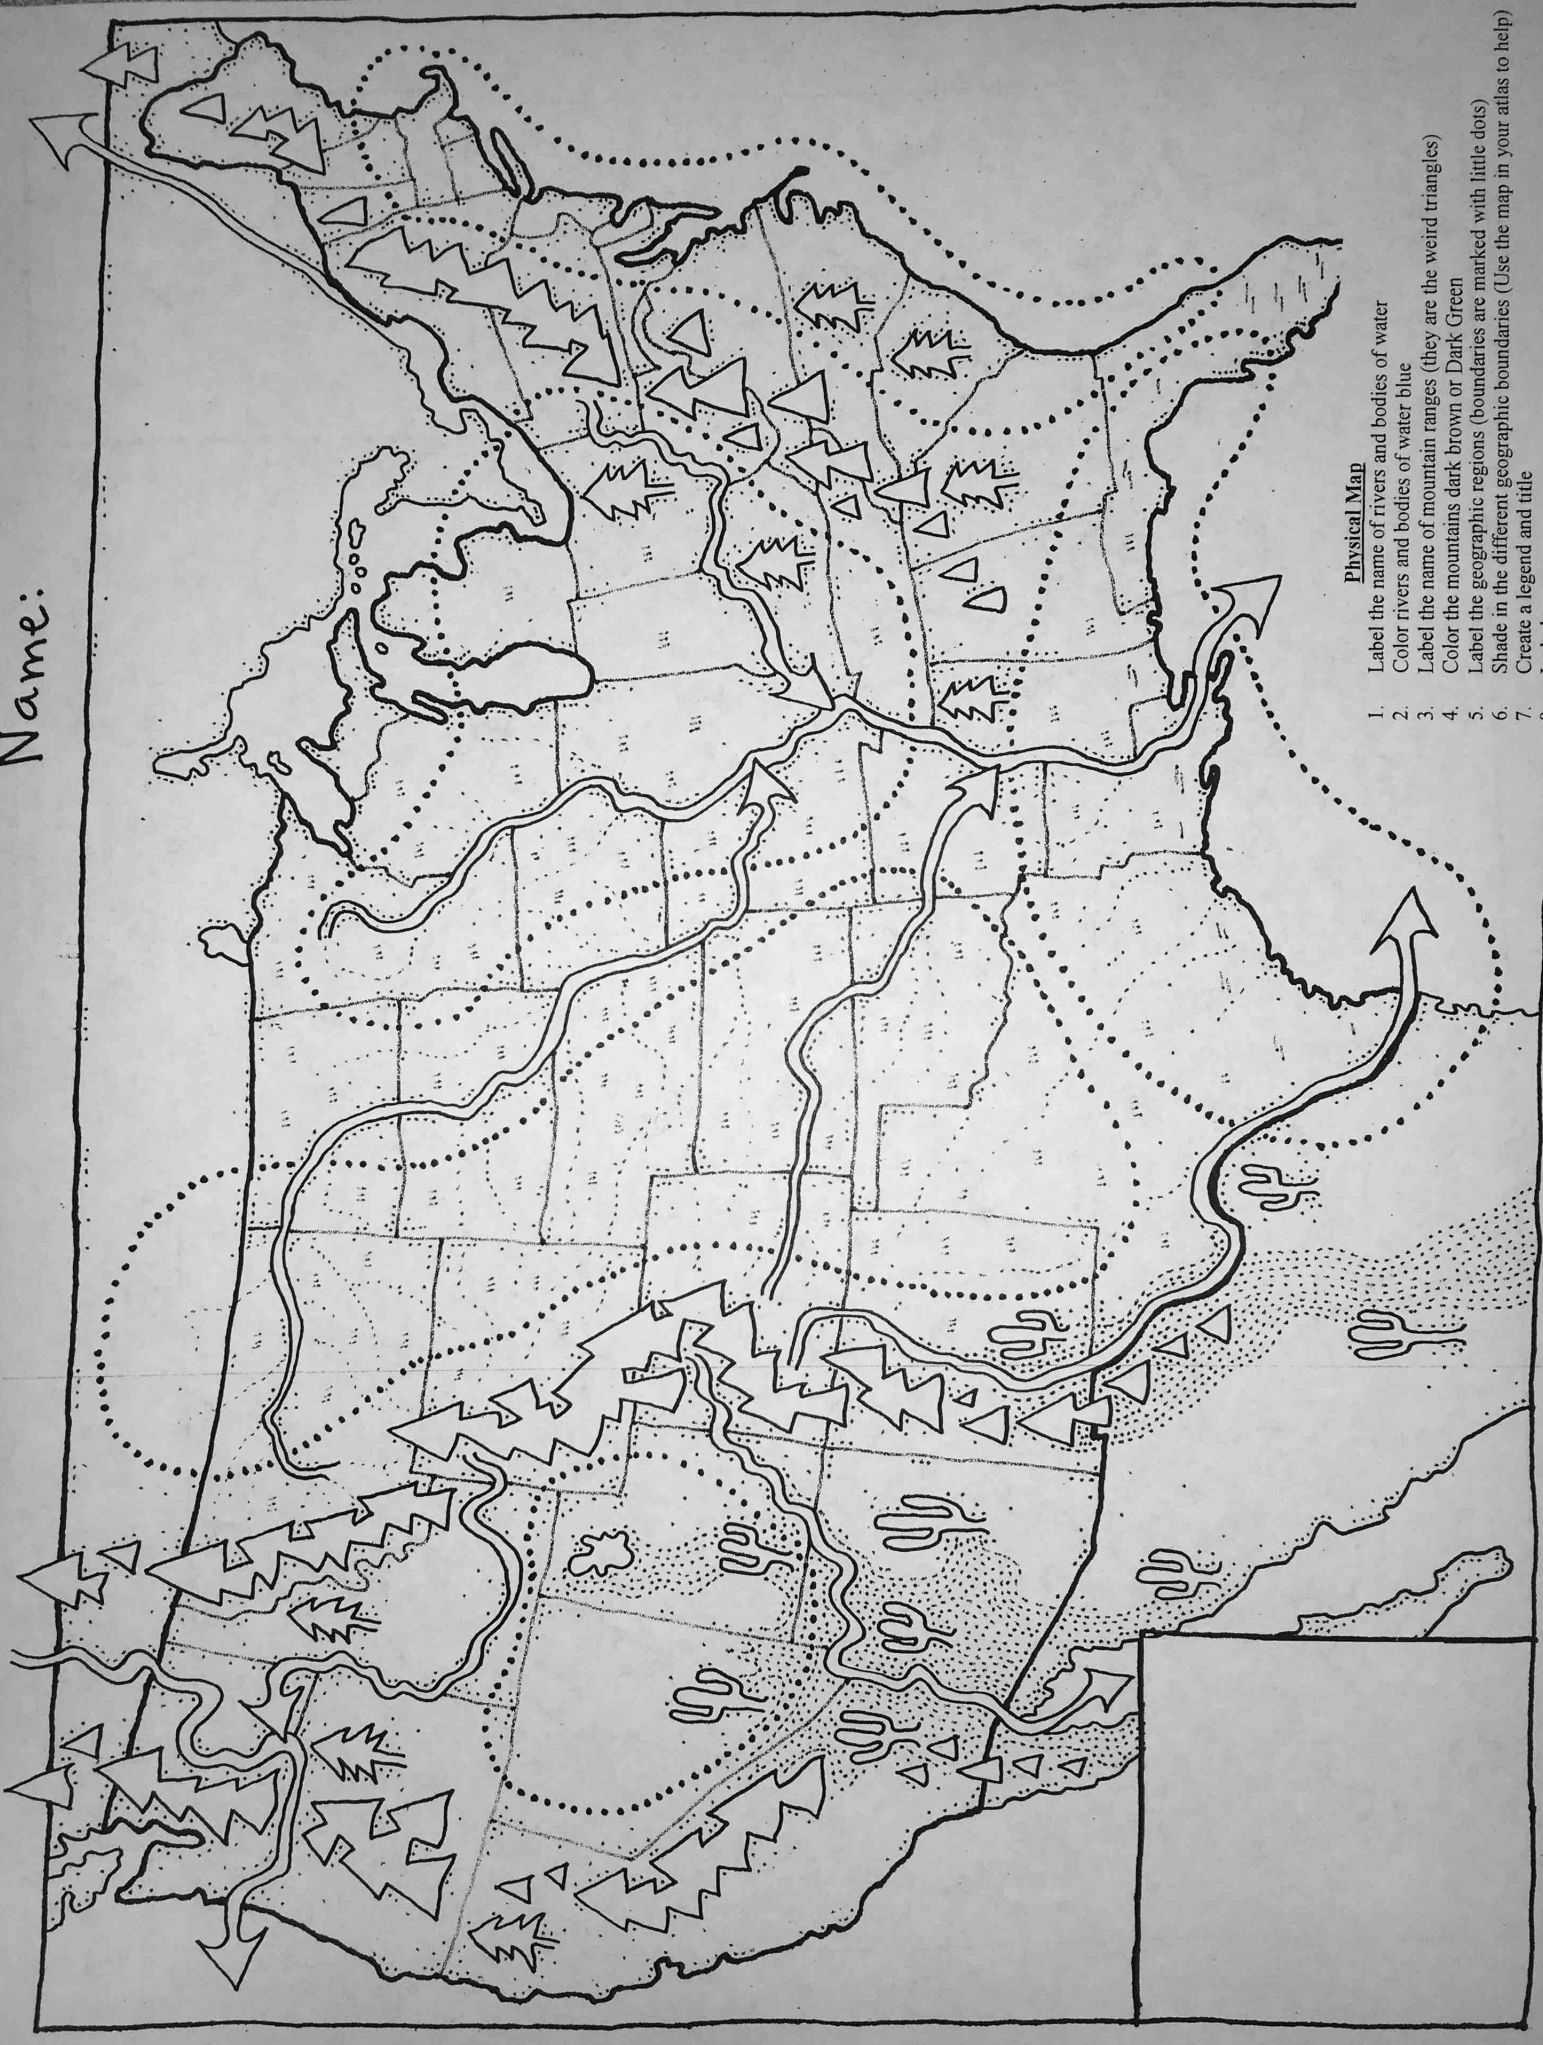 Name:
Physical Map
1. Label the name of rivers and bodies of water
2. Color rivers and bodies of water blue
3. Label the name of mountain ranges (they are the weird triangles)
4. Color the mountains dark brown or Dark Green
5. Label the geographic regions (boundaries are marked with little dots)
6. Shade in the different geographic boundaries (Use the map in your atlas to help)
7. Create a legend and title